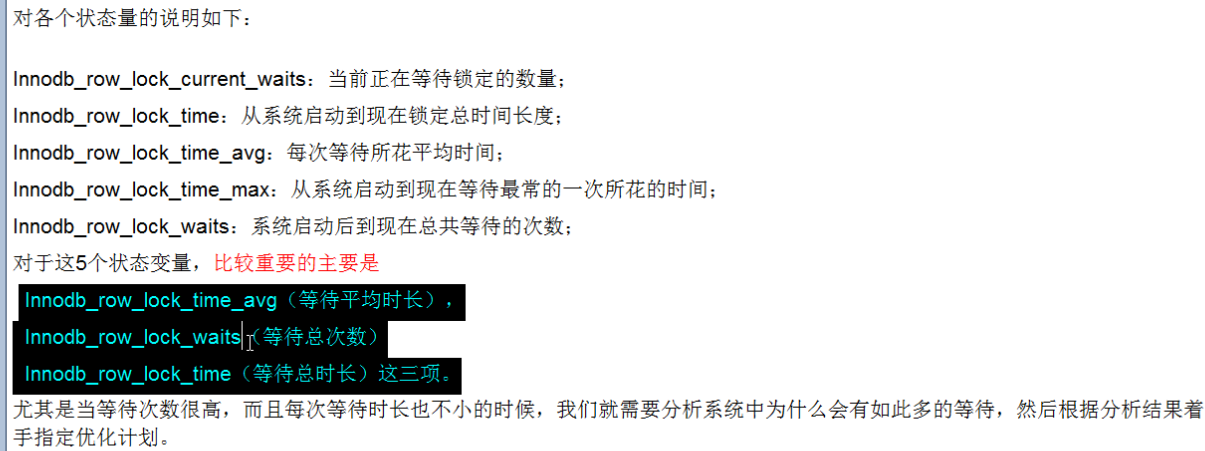 对各个状态量的说明如下:
Innodb_row_lock_current_waits:当前正在等待锁定的数量;
Innodb_row_lock_time:从系统启动到现在锁定总时间长度;
Innodb_row_lock_time_avg:每次等待所花平均时间;
Innodb_row_lock_time_max:从系统启动到现在等待最常的一次所花的时间;
Innodb_row_lock_waits:系统启动后到现在总共等待的次数;
对于这5个状态变量,比较重要的主要是
Innodb_row_lock_time_avg(等待平均时长),
Innodb_row_lock_waits(等待总次数)
Innodb_row_lock_time(等待总时长)这三项。
尤其是当等待次数很高,而且每次等待时长也不小的时候,我们就需要分析系统中为什么会有如此多的等待,然后根据分析结果着
手指定优化计划。